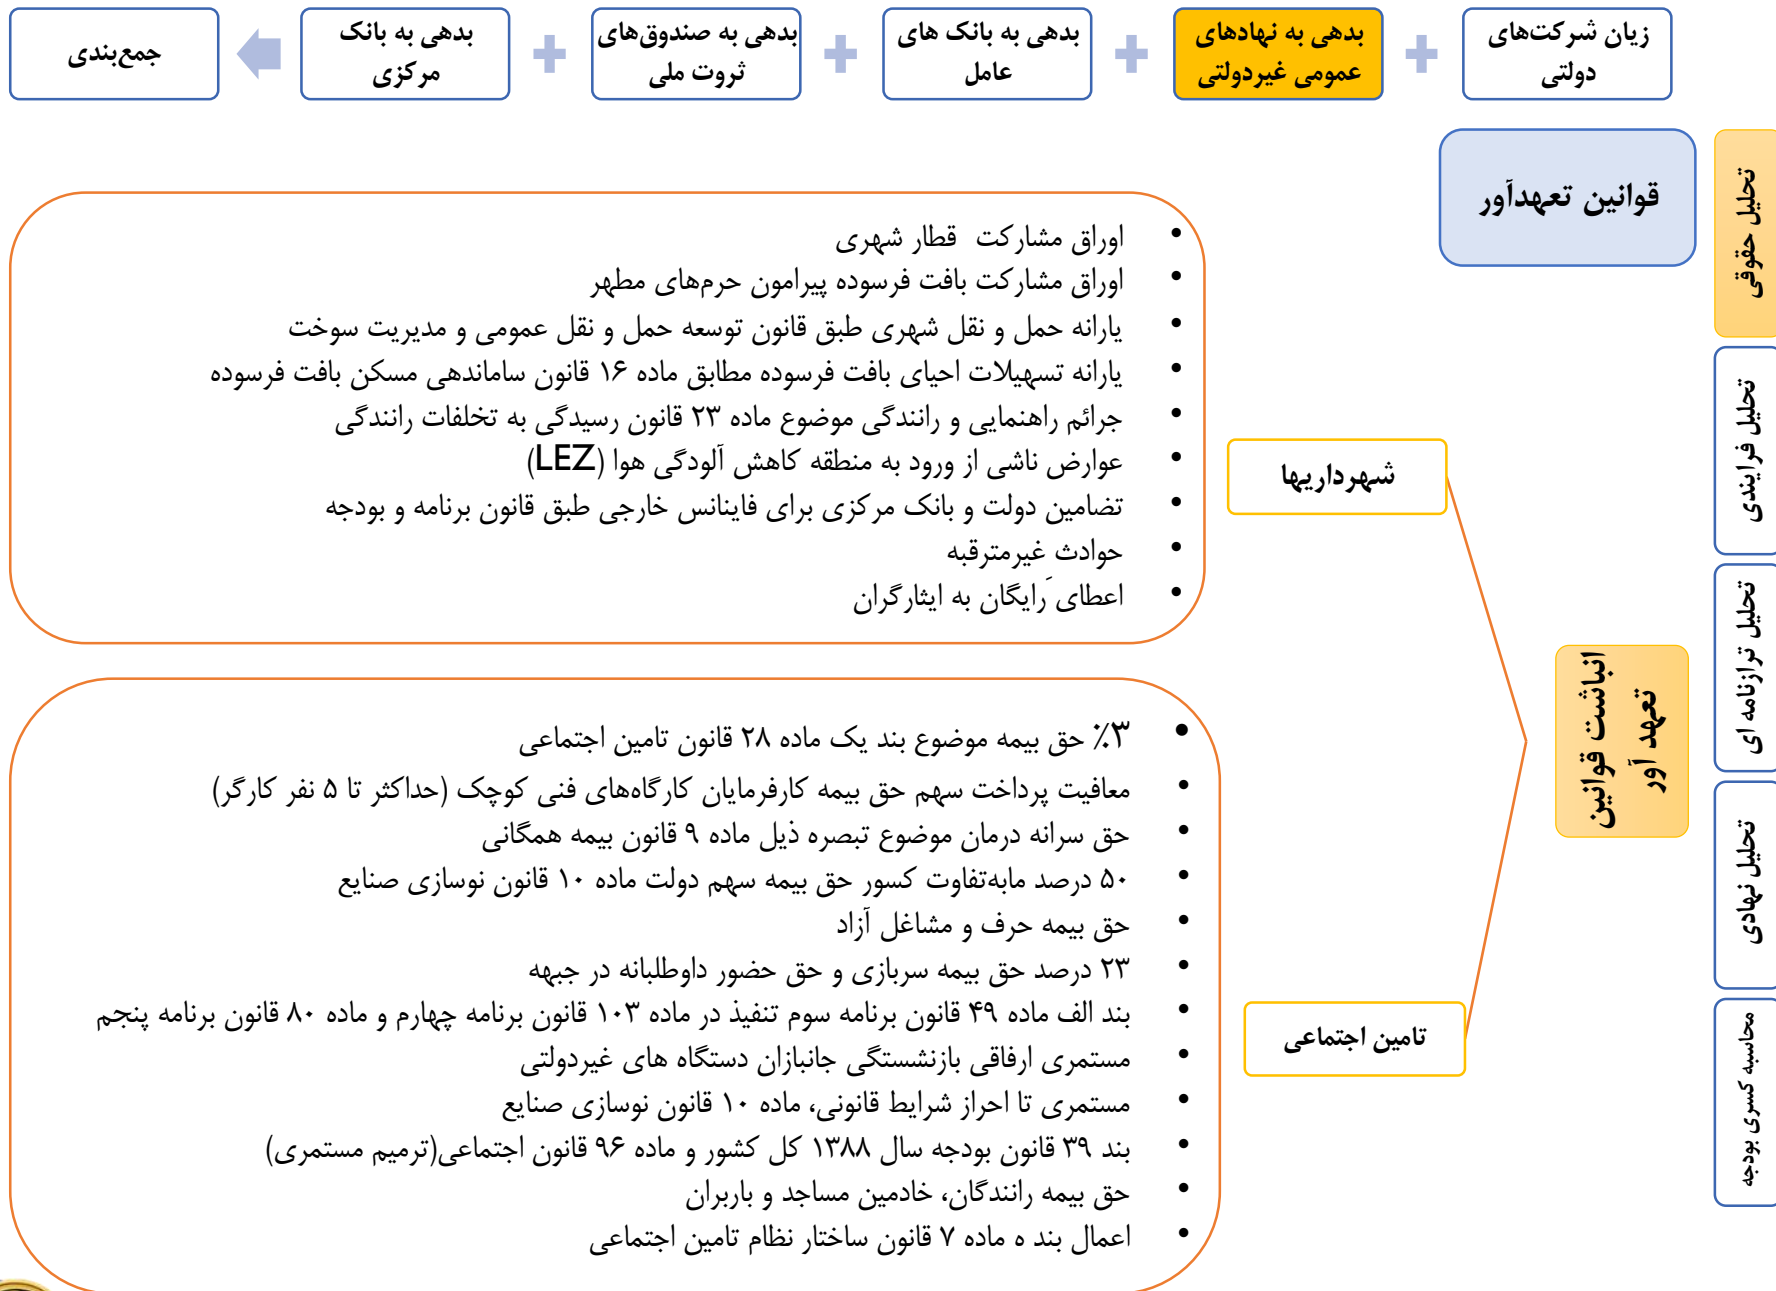 زیان شرکت‌های
دولتی
بدهی به نهادهای
عمومی غیردولتی
بدهی به بانک های
عامل
بدهی به صندوق‌های
ثروت ملی
بدهی به بانک
مرکزی
جمع‌بندی
قوانین تعهدآور
تحلیل حقوقی
تحلیل فرایندی
تحلیل ترازنامه ای
تحلیل نهادی
محاسبه کسری بودجه
انباشت قوانین
تعهد آور
شهرداریها
• اوراق مشارکت قطار شهری
• اوراق مشارکت بافت فرسوده پیرامون حرم‌های مطهر
• یارانه حمل و نقل شهری طبق قانون توسعه حمل و نقل عمومی و مدیریت سوخت
• یارانه تسهیلات احیای بافت فرسوده مطابق ماده ۱۶ قانون ساماندهی مسکن بافت فرسوده
• جرائم راهنمایی و رانندگی موضوع ماده ۲۳ قانون رسیدگی به تخلفات رانندگی
• عوارض ناشی از ورود به منطقه کاهش آلودگی هوا (LEZ)
• تضامین دولت و بانک مرکزی برای فاینانس خارجی طبق قانون برنامه و بودجه
• حوادث غیرمترقبه
• اعطای َرایگان به ایثارگران
تامین اجتماعی
• ۳٪ حق بیمه موضوع بند یک ماده ۲۸ قانون تامین اجتماعی
• معافیت پرداخت سهم حق بیمه کارفرمایان کارگاه‌های فنی کوچک (حداکثر تا ۵ نفر کارگر)
• حق سرانه درمان موضوع تبصره ذیل ماده ۹ قانون بیمه همگانی
• ۵۰ درصد مابه‌تفاوت کسور حق بیمه سهم دولت ماده ۱۰ قانون نوسازی صنایع
• حق بیمه حرف و مشاغل آزاد
• ۲۳ درصد حق بیمه سربازی و حق حضور داوطلبانه در جبهه
• بند الف ماده ۴۹ قانون برنامه سوم تنفیذ در ماده ۱۰۳ قانون برنامه چهارم و ماده ۸۰ قانون برنامه پنجم
• مستمری ارفاقی بازنشستگی جانبازان دستگاه های غیردولتی
• مستمری تا احراز شرایط قانونی، ماده ۱۰ قانون نوسازی صنایع
• بند ۳۹ قانون بودجه سال ۱۳۸۸ کل کشور و ماده ۹۶ قانون اجتماعی(ترمیم مستمری)
• حق بیمه رانندگان، خادمین مساجد و باربران
• اعمال بند ه ماده ۷ قانون ساختار نظام تامین اجتماعی